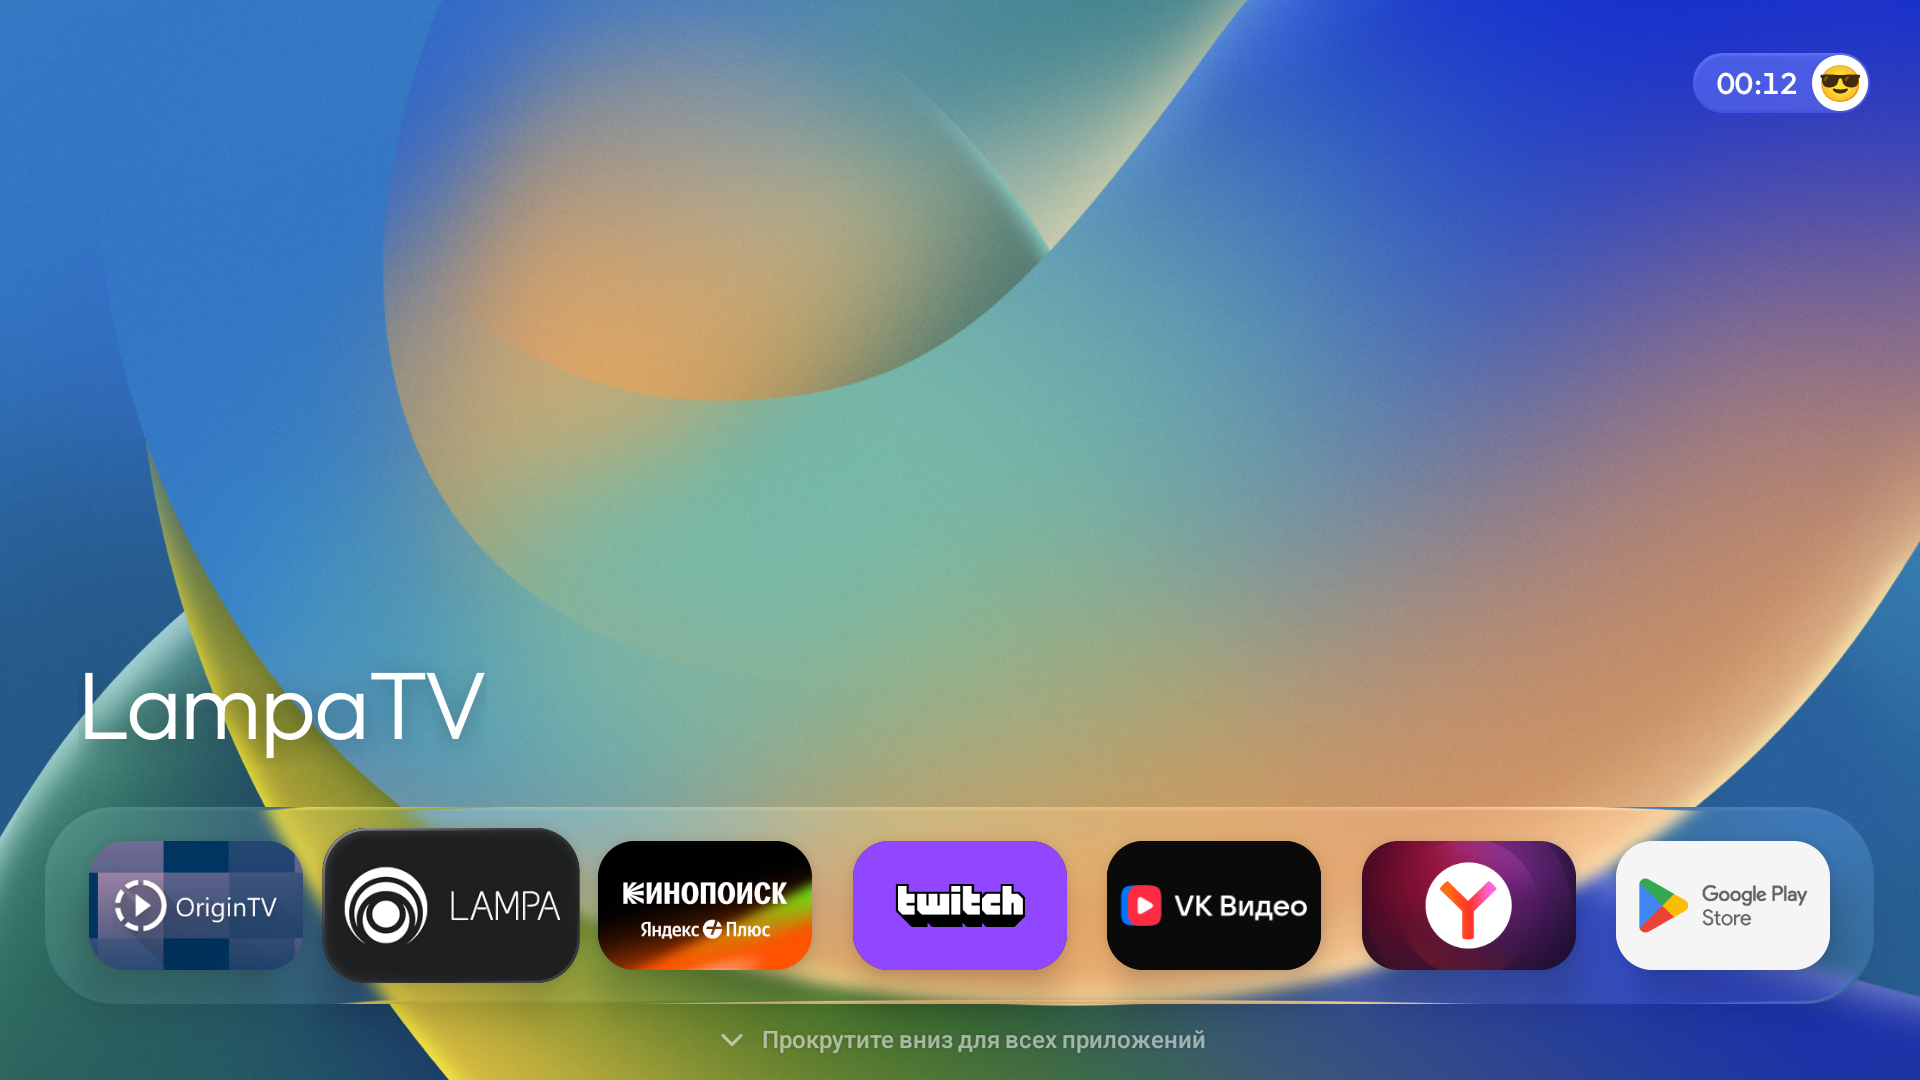 00:12
LampaTV
OriginTV
LAMPA
КИНОПОИСК
Яндекс Плюс
twitch
VK Видео
Y
Google Play
Store
Прокрутите вниз для всех приложений